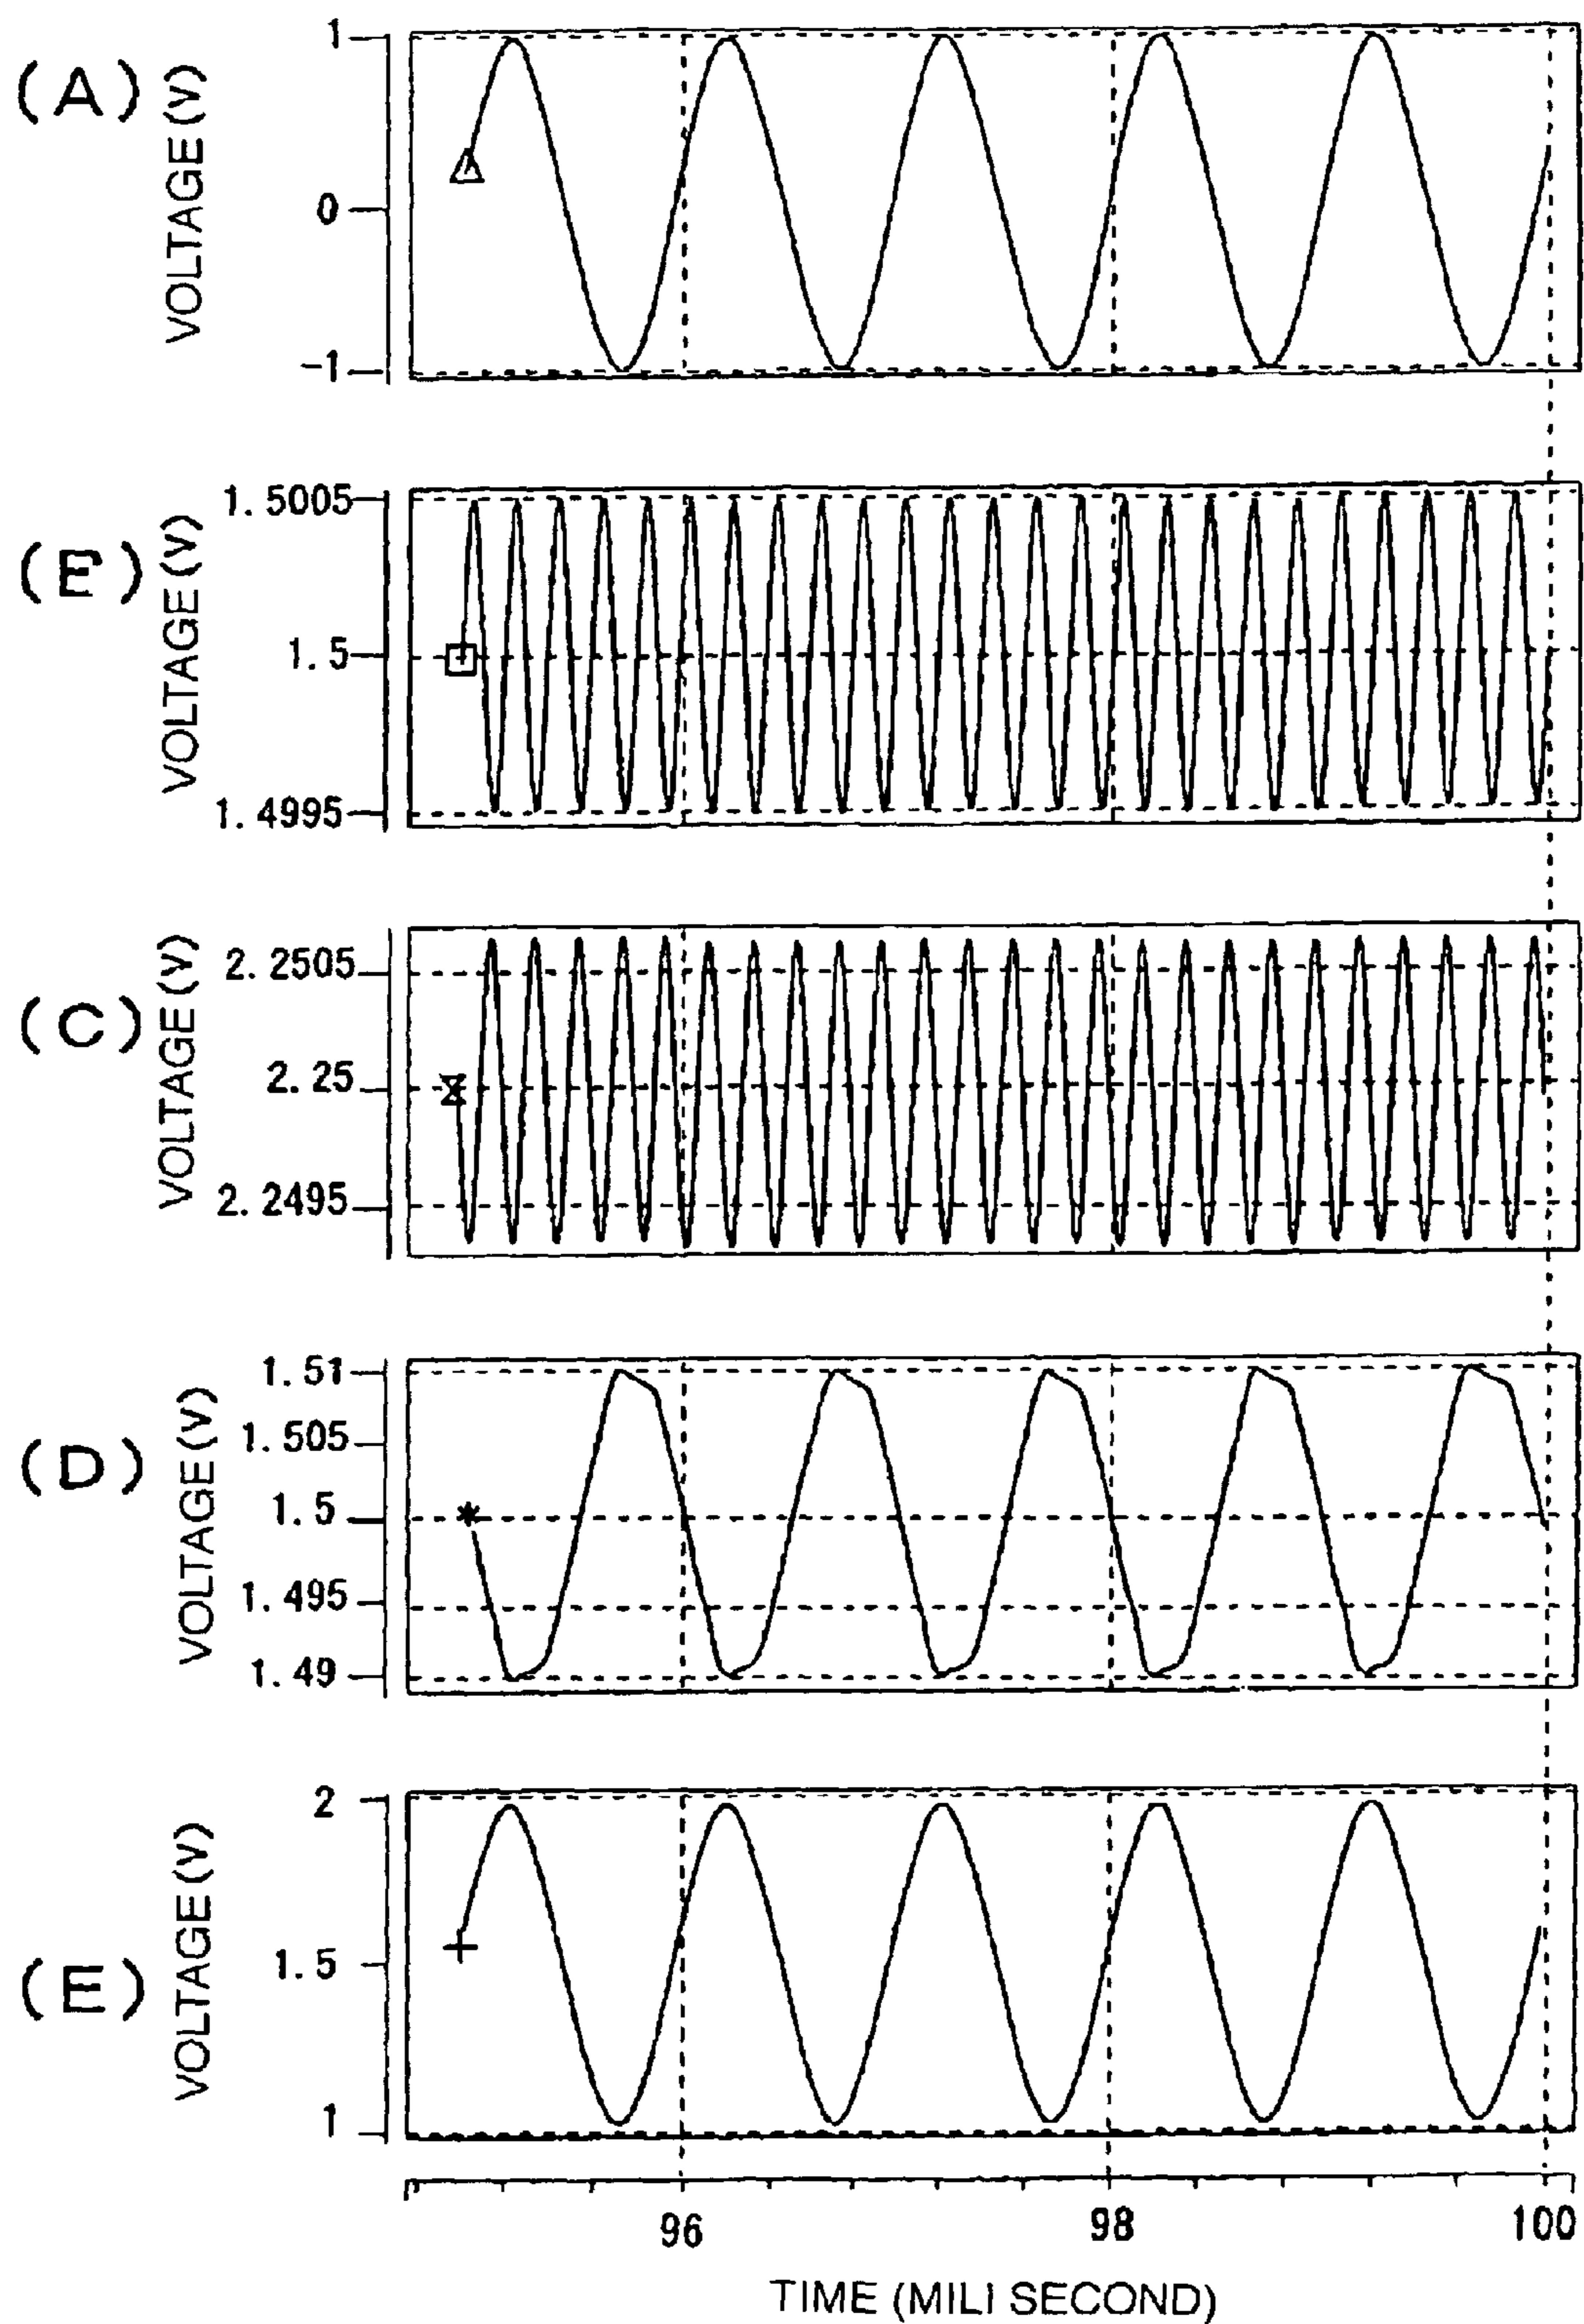 (A)
VOLTAGE(V)
1
0
-1
(E)
VOLTAGE(V)
1.5005
1.5
1.4995
(C)
VOLTAGE(V)
2.2505
2.25
2.2495
(D)
VOLTAGE(V)
1.51
1.505
1.5
1.495
1.49
(E)
VOLTAGE(V)
2
1.5
1
96 98 100
TIME (MILI SECOND)